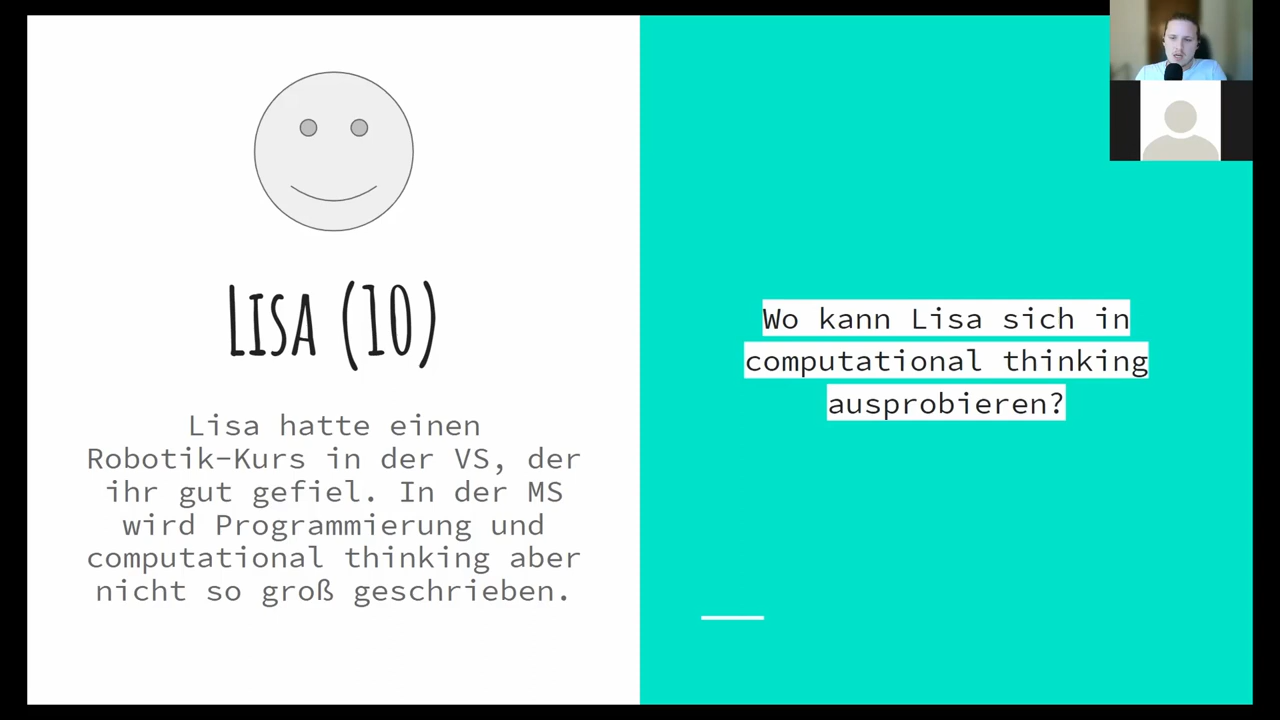 Lisa (10)
Lisa hatte einen
Robotik-Kurs in der VS, der
ihr gut gefiel. In der MS
wird Programmierung und
computational thinking aber
nicht so groß geschrieben.
Wo kann Lisa sich in
computational thinking
ausprobieren?